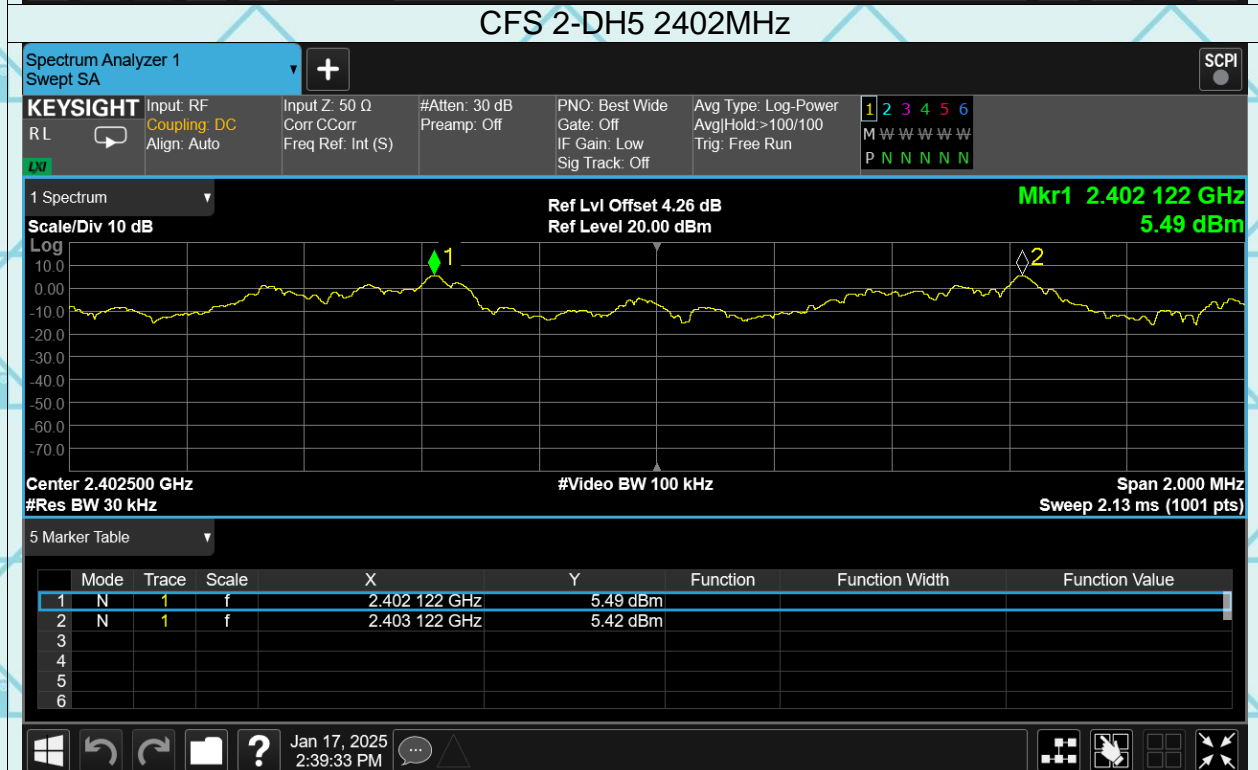 CFS 2-DH5 2402MHz
Spectrum Analyzer 1
Swept SA
SCPI
KEYSIGHT
RL
LXI
Input: RF
Coupling: DC
Align: Auto
Input Z: 50 Ω
Corr CCorr
Freq Ref: Int (S)
#Atten: 30 dB
Preamp: Off
PNO: Best Wide
Gate: Off
IF Gain: Low
Sig Track: Off
Avg Type: Log-Power
Avg|Hold:>100/100
Trig: Free Run
1 2 3 4 5 6
M W W W W W
P N N N N N
1 Spectrum
Scale/Div 10 dB
Ref Lvl Offset 4.26 dB
Ref Level 20.00 dBm
Mkr1 2.402 122 GHz
5.49 dBm
Log
10.0
0.00
-10.0
-20.0
-30.0
-40.0
-50.0
-60.0
-70.0
1
2
Center 2.402500 GHz
#Video BW 100 kHz
Span 2.000 MHz
#Res BW 30 kHz
Sweep 2.13 ms (1001 pts)
5 Marker Table
Mode Trace Scale X Y Function Function Width Function Value
1 N 1 f 2.402 122 GHz 5.49 dBm
2 N 1 f 2.403 122 GHz 5.42 dBm
3
4
5
6
?
Jan 17, 2025
2:39:33 PM